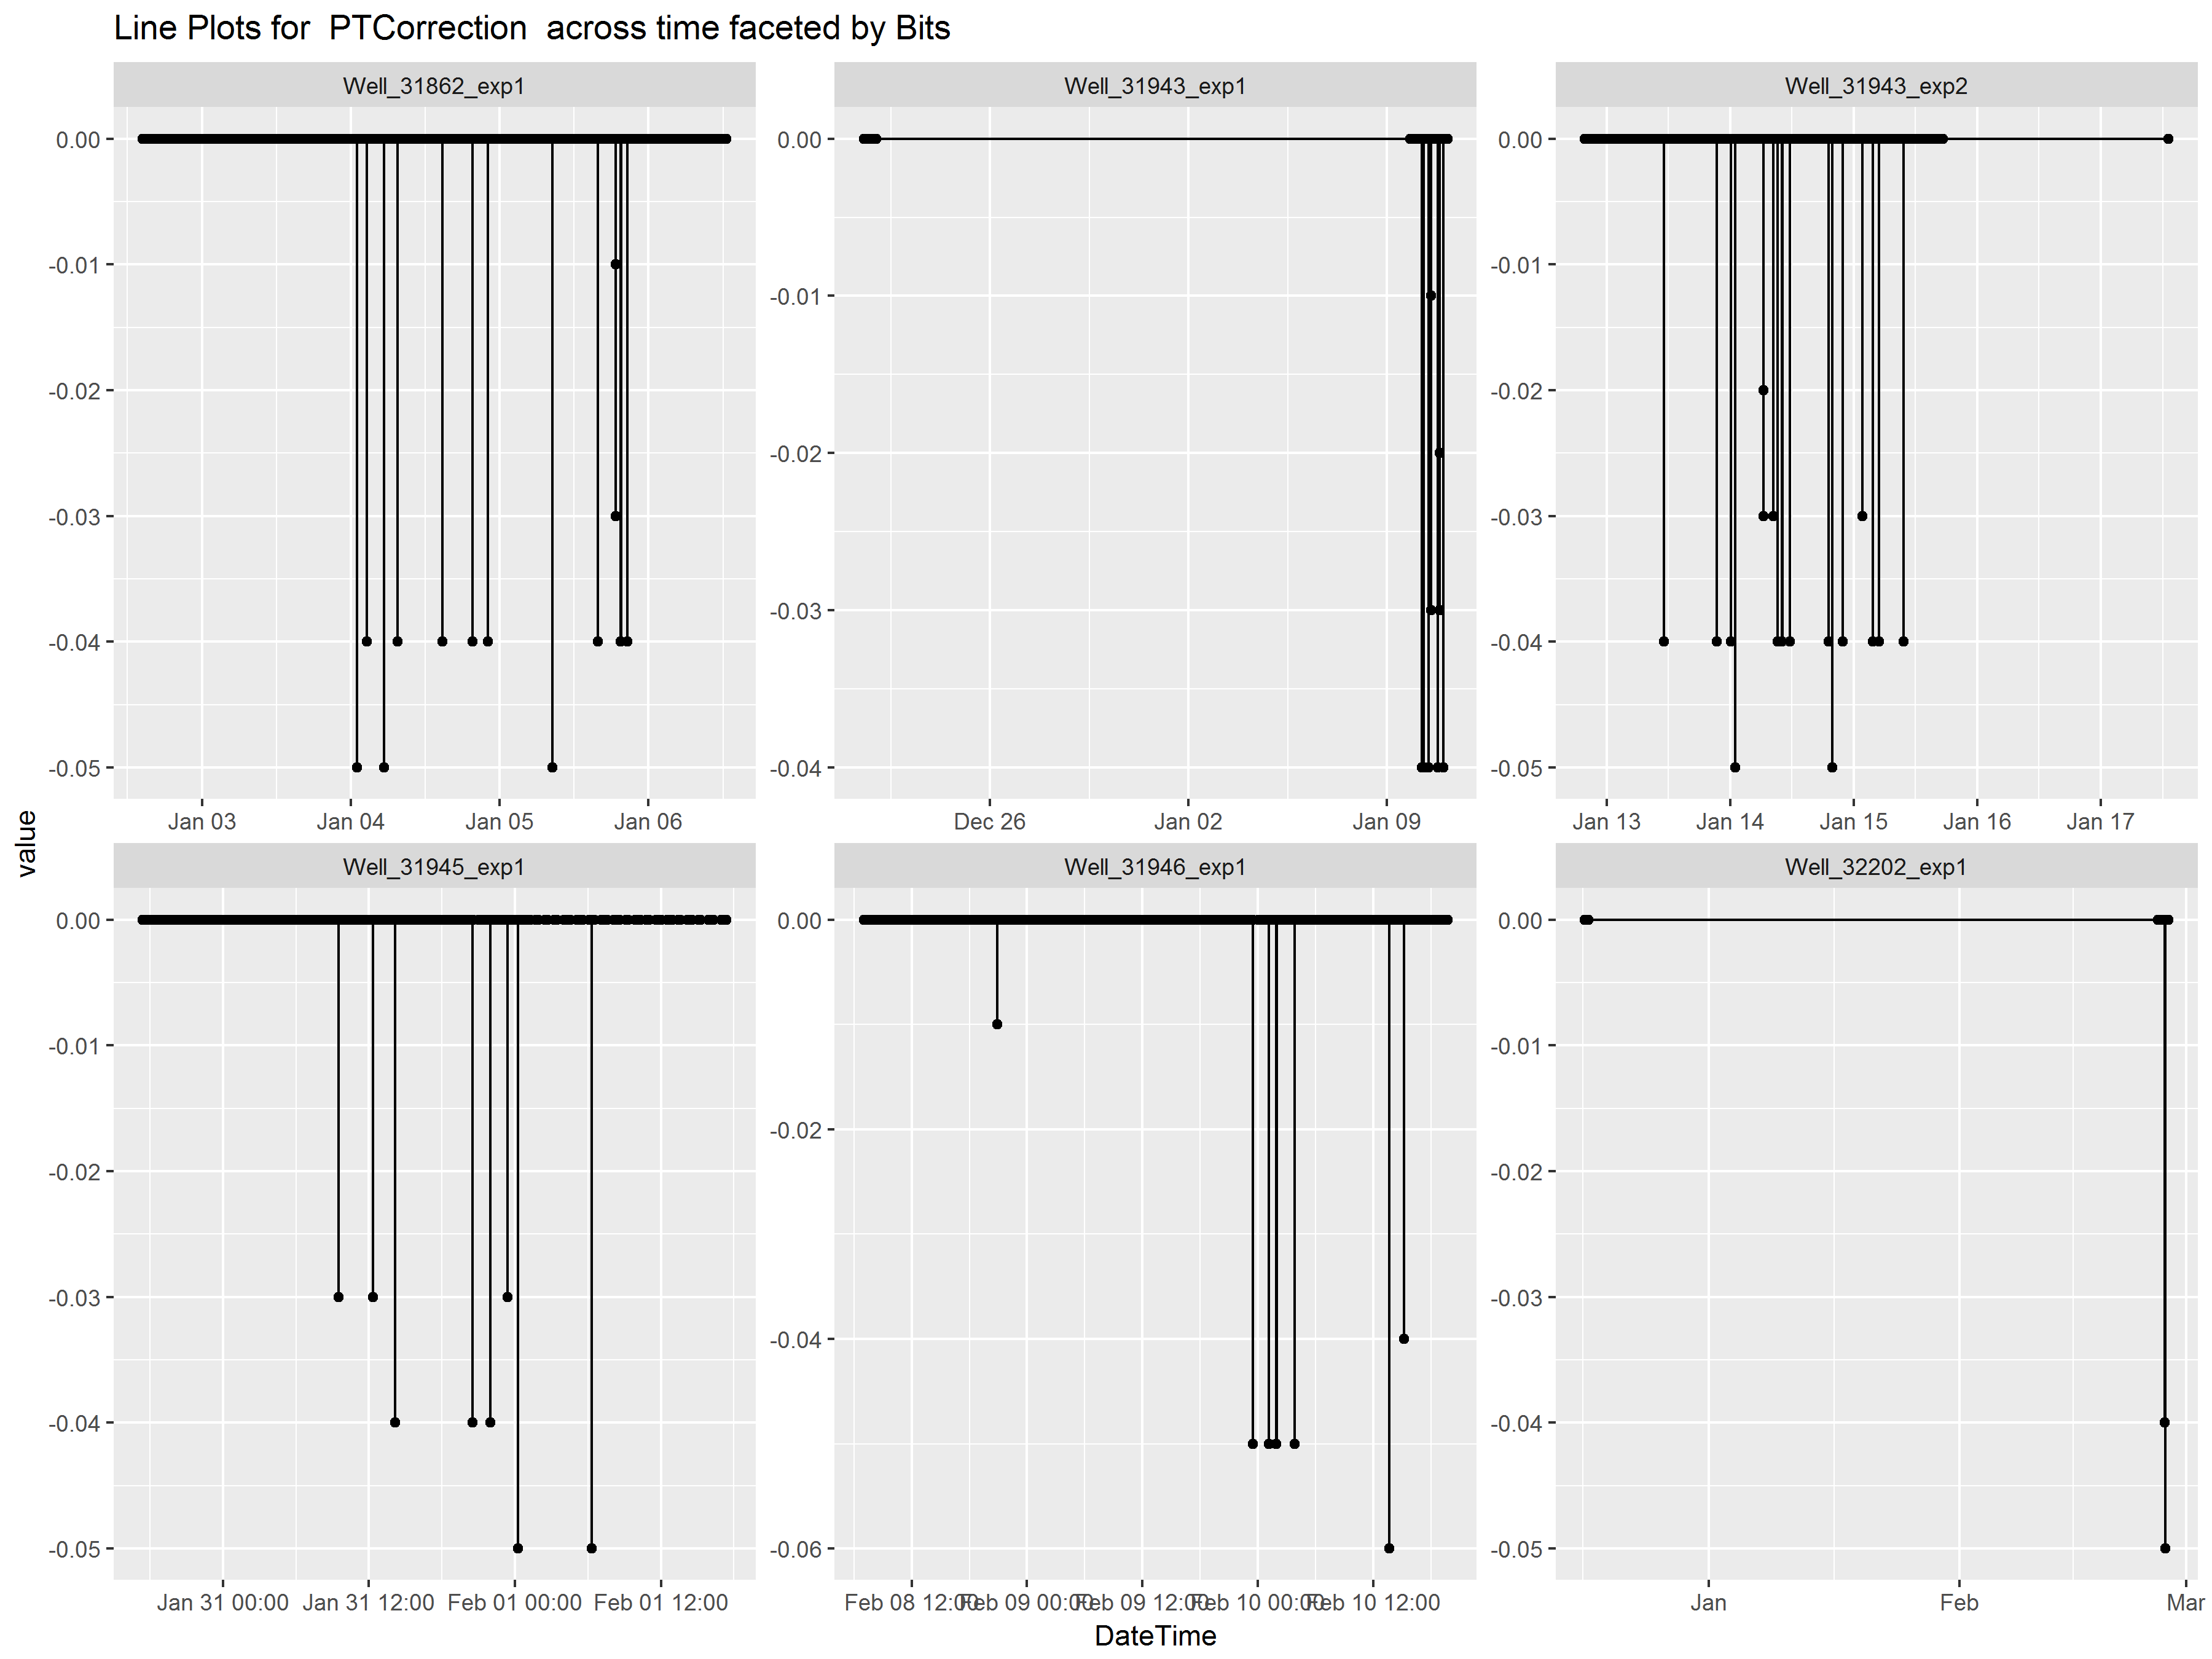 Line Plots for  PTCorrection  across time faceted by Bits
Well_31862_exp1
Well_31943_exp1
Well_31943_exp2
0.00
-0.01
-0.02
-0.03
-0.04
-0.05
0.00
-0.01
-0.02
-0.03
-0.04
0.00
-0.01
-0.02
-0.03
-0.04
-0.05
Jan 03 Jan 04 Jan 05 Jan 06
Dec 26 Jan 02 Jan 09
Jan 13 Jan 14 Jan 15 Jan 16 Jan 17
value
Well_31945_exp1
Well_31946_exp1
Well_32202_exp1
0.00
-0.01
-0.02
-0.03
-0.04
-0.05
0.00
-0.02
-0.04
-0.06
0.00
-0.01
-0.02
-0.03
-0.04
-0.05
Jan 31 00:00 Jan 31 12:00 Feb 01 00:00 Feb 01 12:00
Feb 08 12:00 Feb 09 00:00 Feb 09 12:00 Feb 10 00:00 Feb 10 12:00
Jan Feb Mar
DateTime